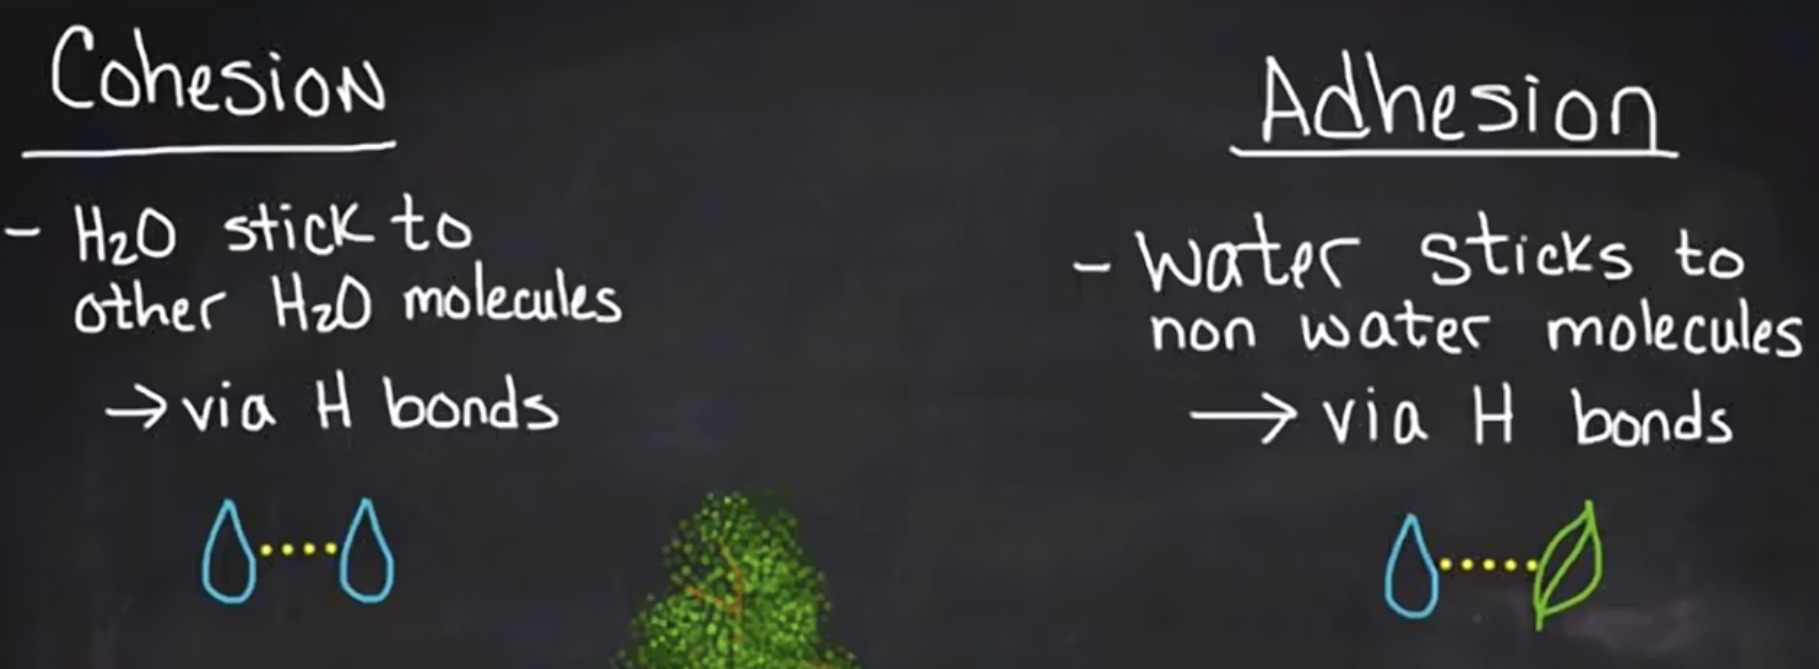 Cohesion
- H₂O stick to
other H₂O molecules
→ via H bonds
Adhesion
- Water sticks to
non water molecules
→ via H bonds